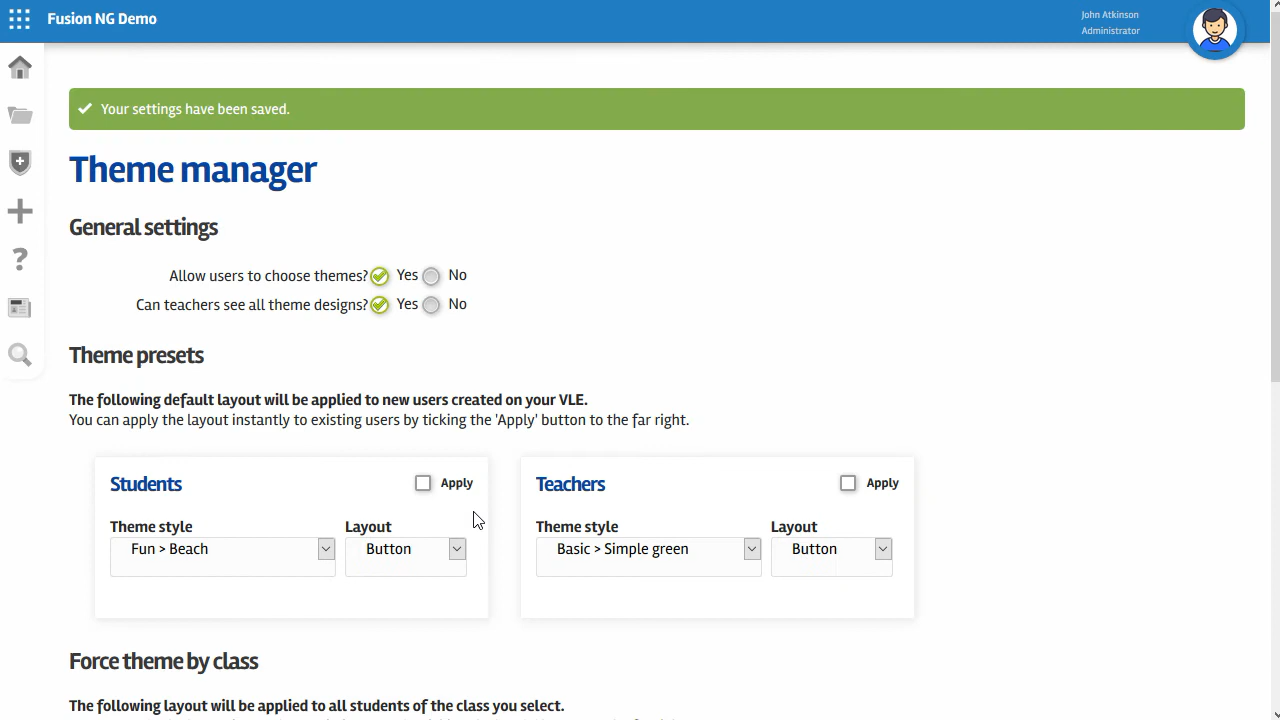 Fusion NG Demo
John Atkinson
Administrator
Your settings have been saved.
Theme manager
General settings
Allow users to choose themes? Yes No
Can teachers see all theme designs? Yes No
Theme presets
The following default layout will be applied to new users created on your VLE.
You can apply the layout instantly to existing users by ticking the 'Apply' button to the far right.
Students Apply
Theme style Layout
Fun > Beach Button
Teachers Apply
Theme style Layout
Basic > Simple green Button
Force theme by class
The following layout will be applied to all students of the class you select.